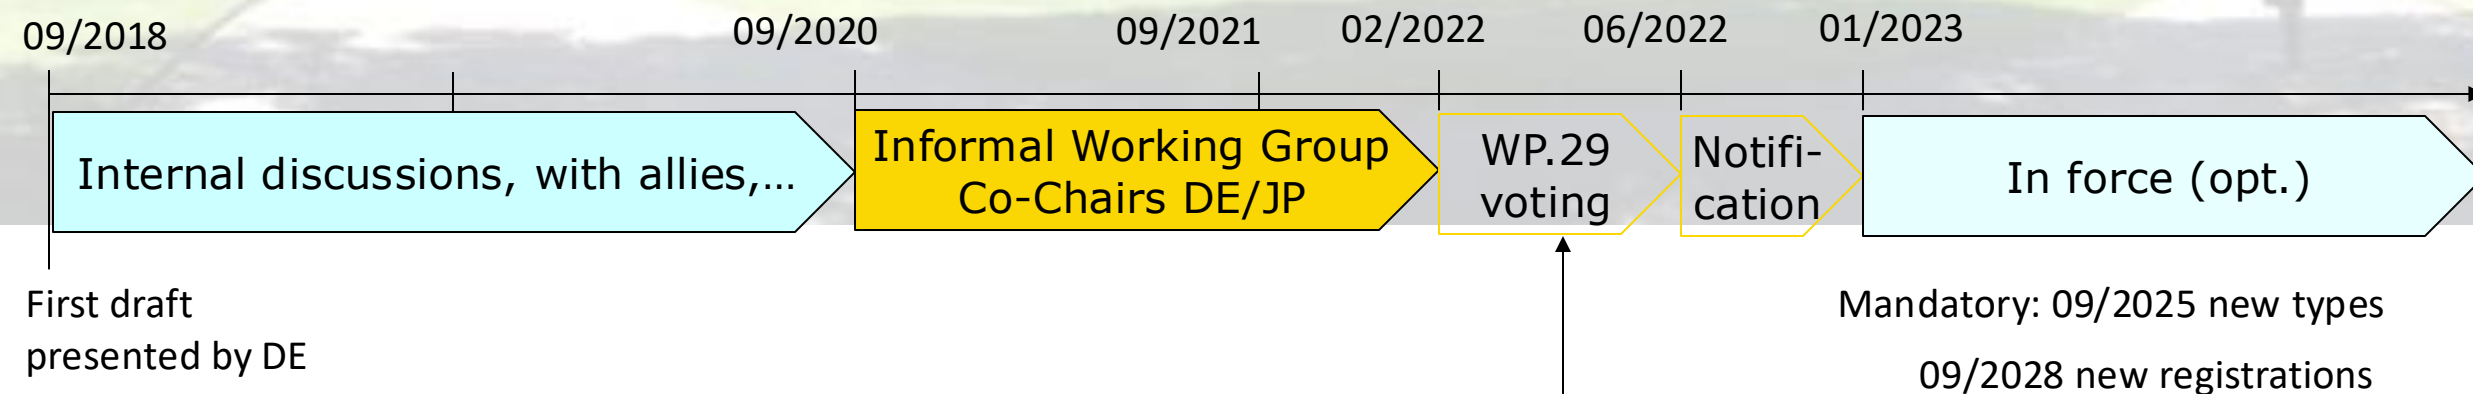 09/2018
09/2020
09/2021
02/2022
06/2022
01/2023
Internal discussions, with allies,...
Informal Working Group
Co-Chairs DE/JP
WP.29
voting
Notifi-
cation
In force (opt.)
First draft
presented by DE
Mandatory: 09/2025 new types
09/2028 new registrations